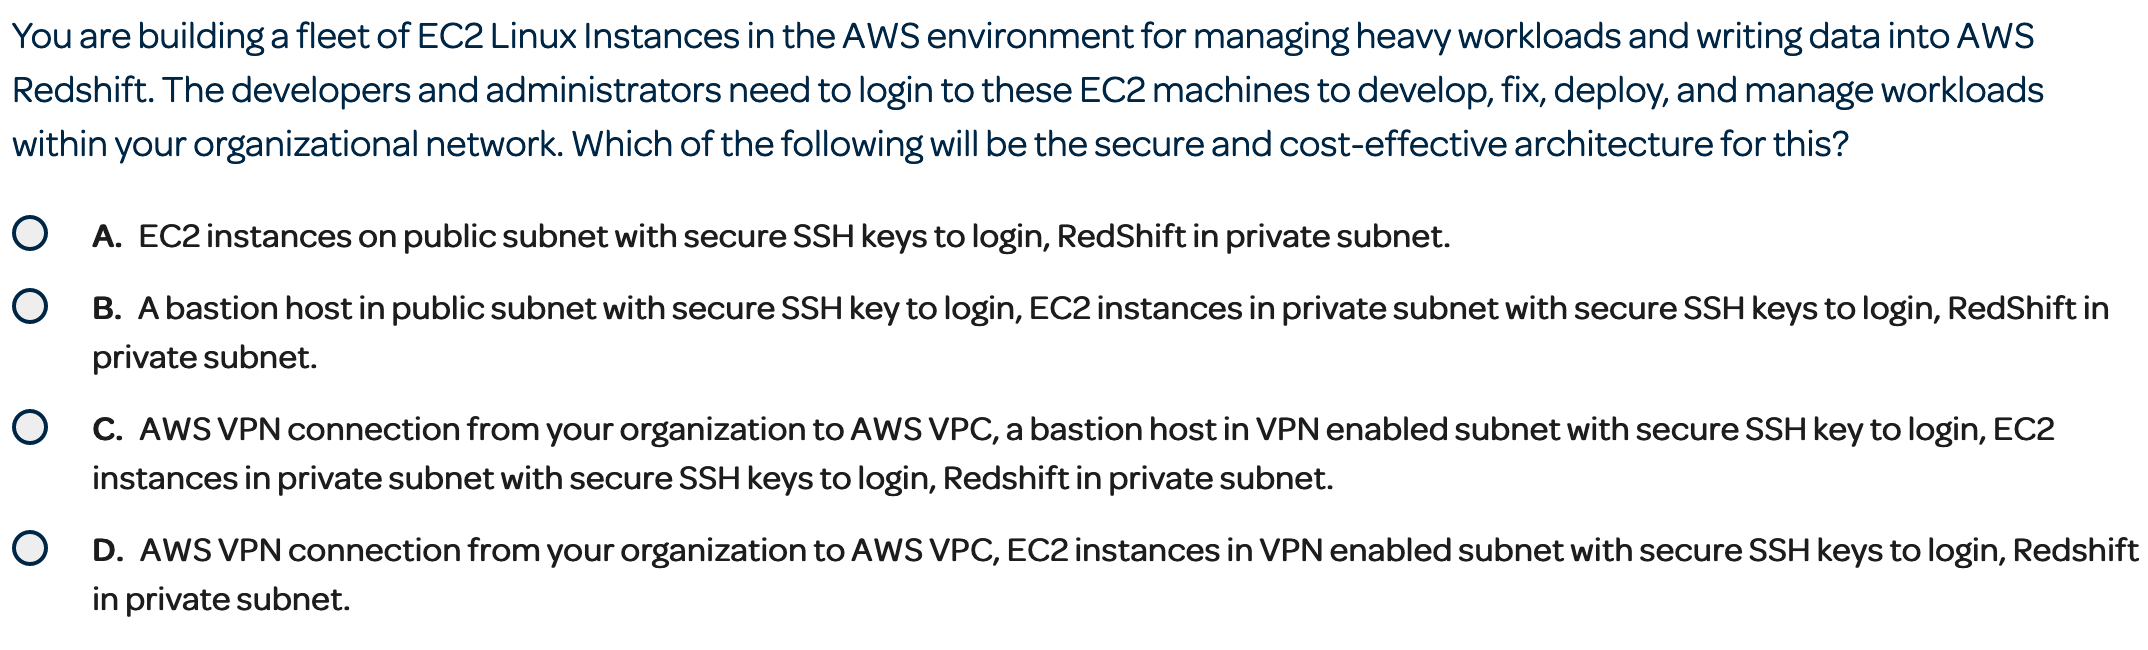 You are building a fleet of EC2 Linux Instances in the AWS environment for managing heavy workloads and writing data into AWS
Redshift. The developers and administrators need to login to these EC2 machines to develop, fix, deploy, and manage workloads
within your organizational network. Which of the following will be the secure and cost-effective architecture for this?
A. EC2 instances on public subnet with secure SSH keys to login, RedShift in private subnet.
B. A bastion host in public subnet with secure SSH key to login, EC2 instances in private subnet with secure SSH keys to login, RedShift in
private subnet.
C. AWS VPN connection from your organization to AWS VPC, a bastion host in VPN enabled subnet with secure SSH key to login, EC2
instances in private subnet with secure SSH keys to login, Redshift in private subnet.
D. AWS VPN connection from your organization to AWS VPC, EC2 instances in VPN enabled subnet with secure SSH keys to login, Redshift
in private subnet.